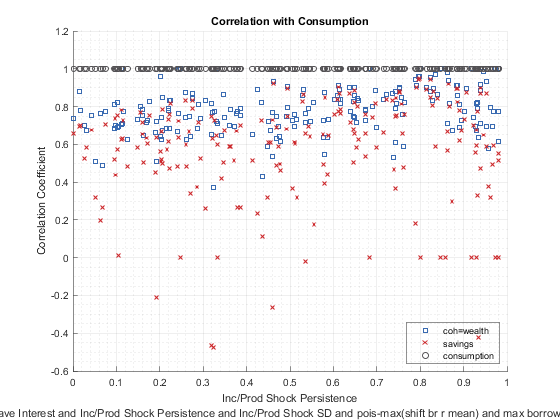 Correlation with Consumption
1.2
1
0.8
0.6
0.4
0.2
0
-0.2
-0.4
-0.6
Correlation Coefficient
coh=wealth
savings
consumption
0 0.1 0.2 0.3 0.4 0.5 0.6 0.7 0.8 0.9 1
Inc/Prod Shock Persistence
ave Interest and Inc/Prod Shock Persistence and Inc/Prod Shock SD and pois-max(shift br r mean) and max borrow